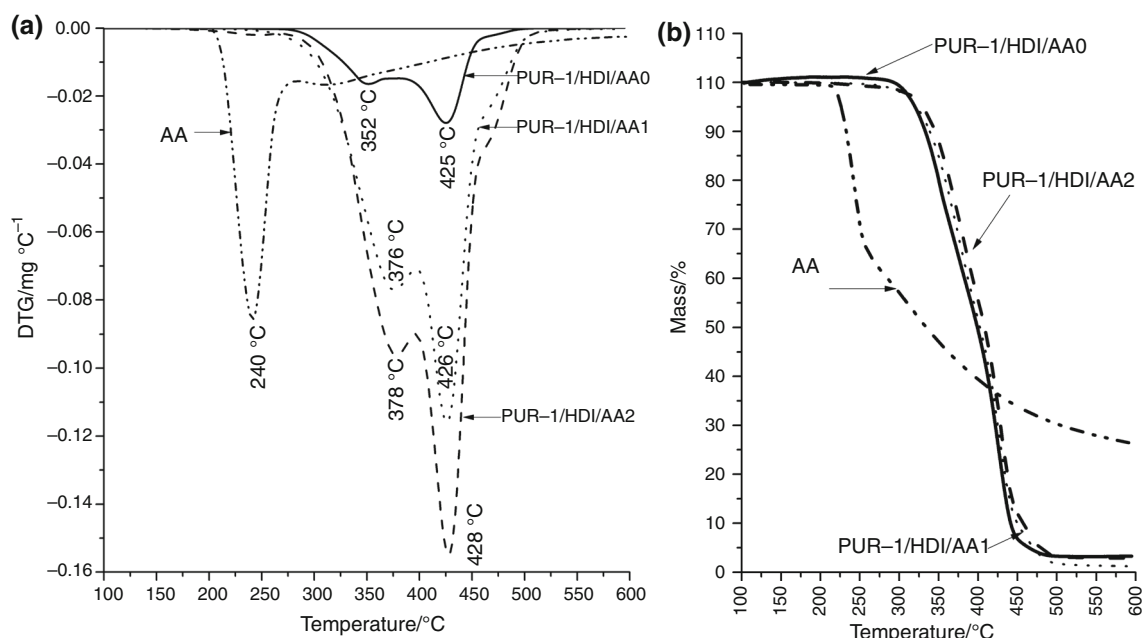 (a)
0.00
−0.02
−0.04
−0.06
−0.08
−0.10
−0.12
−0.14
−0.16
DTG/mg °C⁻¹
100 150 200 250 300 350 400 450 500 550 600
Temperature/°C
AA
240 °C
352 °C
425 °C
376 °C
426 °C
378 °C
428 °C
PUR–1/HDI/AA0
PUR–1/HDI/AA1
PUR–1/HDI/AA2
(b)
110
110
90
80
70
60
50
40
30
20
10
0
Mass/%
100 150 200 250 300 350 400 450 500 550 600
Temperature/°C
PUR–1/HDI/AA0
PUR–1/HDI/AA2
AA
PUR–1/HDI/AA1